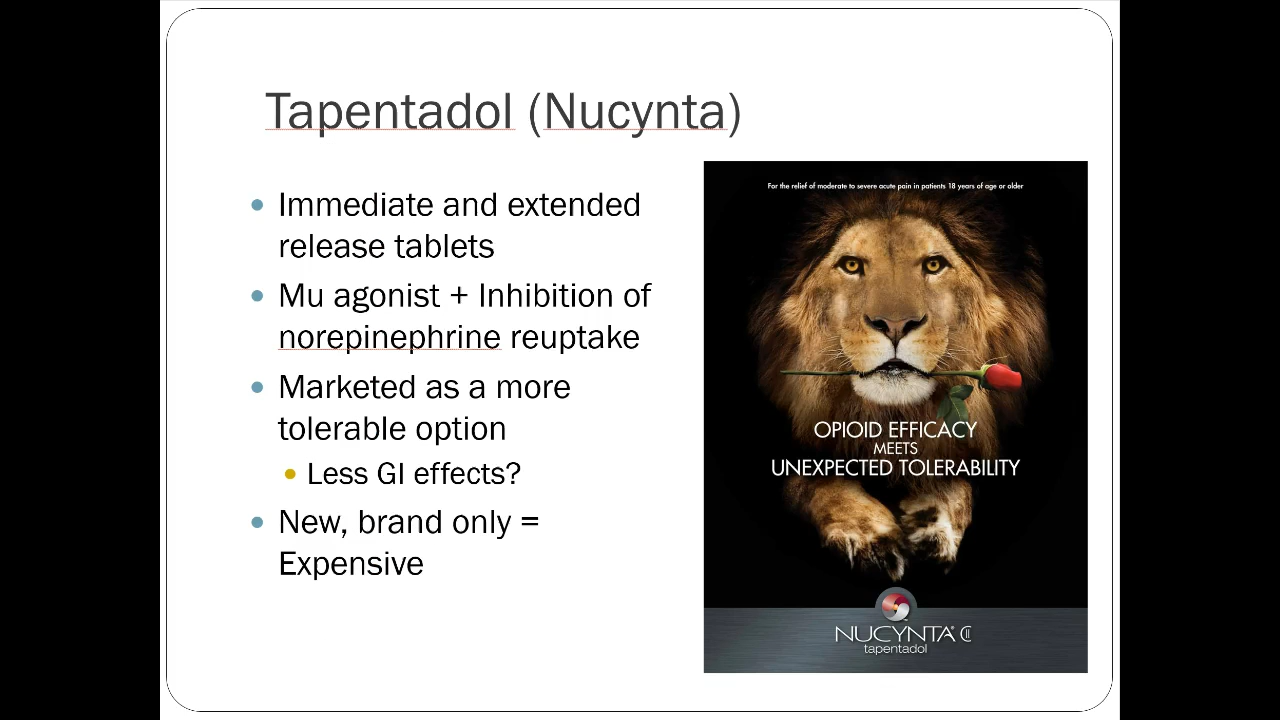 Tapentadol (Nucynta)
Immediate and extended
release tablets
Mu agonist + Inhibition of
norepinephrine reuptake
Marketed as a more
tolerable option
Less GI effects?
New, brand only =
Expensive
For the relief of moderate to severe acute pain in patients 18 years of age or older
OPIOID EFFICACY
MEETS
UNEXPECTED TOLERABILITY
NUCYNTA® CII
tapentadol